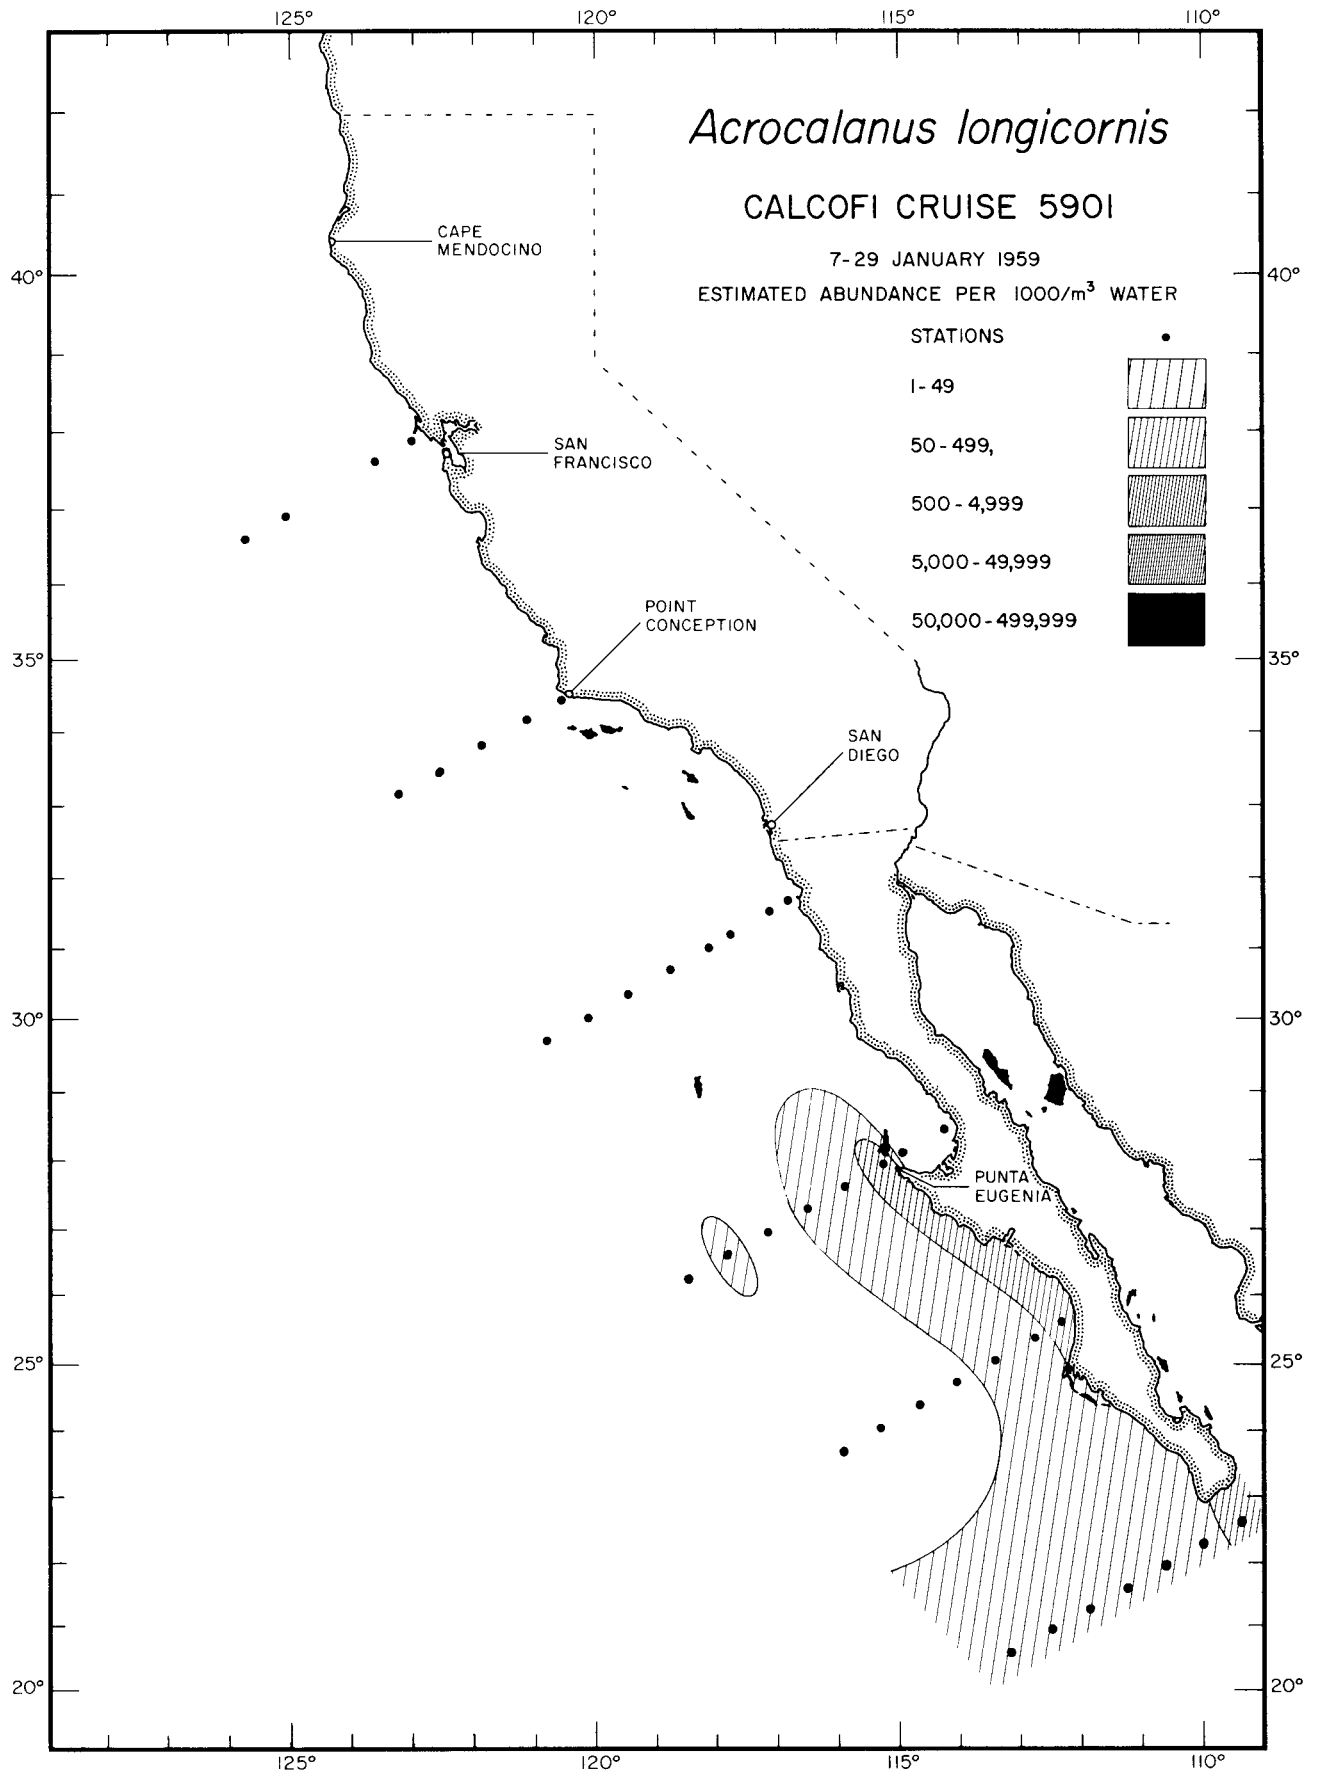 125° 120° 115° 110°
Acrocalanus longicornis
CALCOFI CRUISE 5901
7-29 JANUARY 1959
ESTIMATED ABUNDANCE PER 1000/m³ WATER
STATIONS
1-49
50-499,
500-4,999
5,000-49,999
50,000-499,999
CAPE
MENDOCINO
40° 40°
SAN
FRANCISCO
POINT
CONCEPTION
35° 35°
SAN
DIEGO
30° 30°
PUNTA
EUGENIA
25° 25°
20° 20°
125° 120° 115° 110°